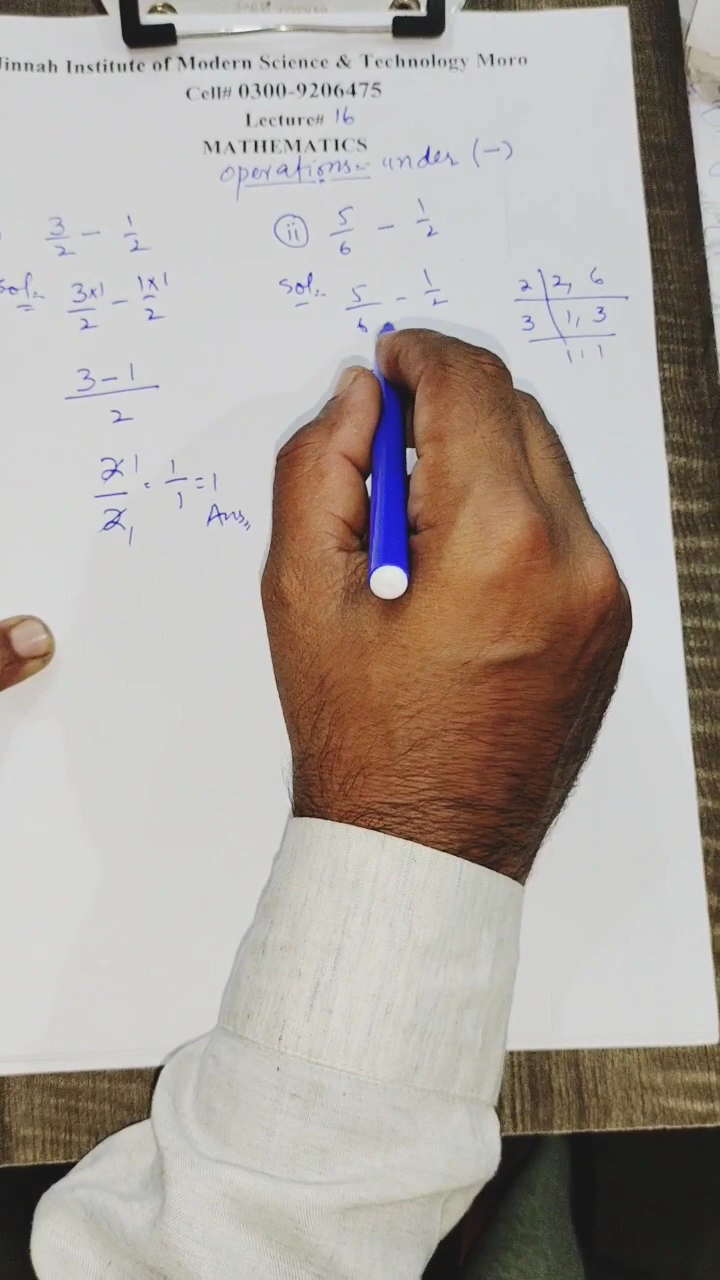 Jinnah Institute of Modern Science & Technology Moro
Cell# 0300-9206475
Lecture# 16
MATHEMATICS
operations:- under (-)
3/2 - 1/2
Sol:- 3×1/2 - 1×1/2
3-1/2
2 1/2 1 = 1/1 = 1
Ans,,
(ii) 5/6 - 1/2
Sol:- 5/6 - 1/2
2 | 2, 6
3 | 1, 3
1, 1